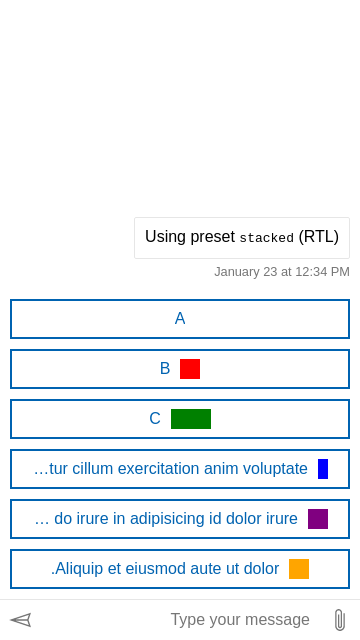 Using preset stacked (RTL)
January 23 at 12:34 PM
A
B
C
…tur cillum exercitation anim voluptate
… do irure in adipisicing id dolor irure
.Aliquip et eiusmod aute ut dolor
Type your message